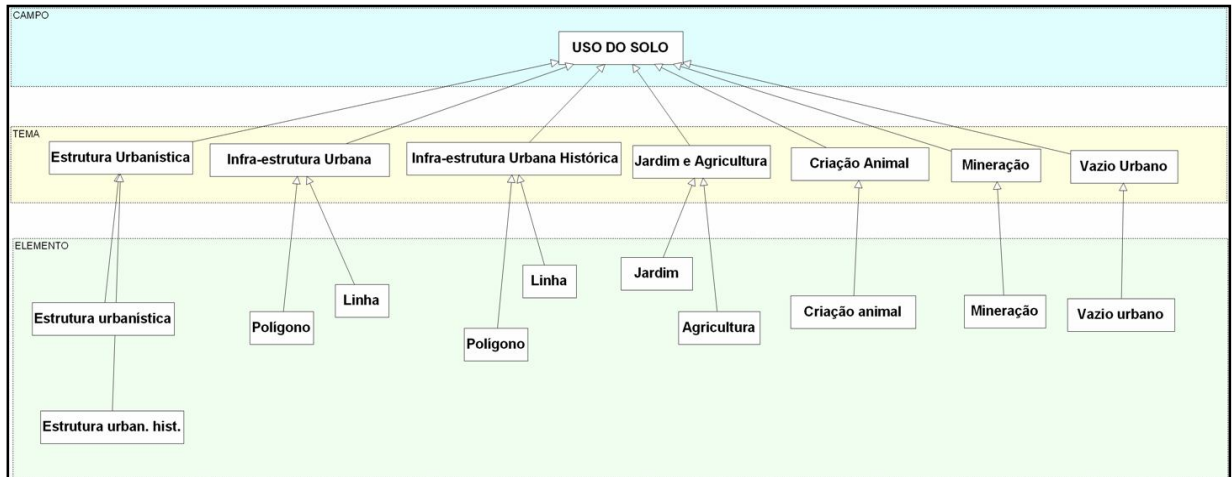 CAMPO
USO DO SOLO
TEMA
Estrutura Urbanística
Infra-estrutura Urbana
Infra-estrutura Urbana Histórica
Jardim e Agricultura
Criação Animal
Mineração
Vazio Urbano
ELEMENTO
Estrutura urbanística
Polígono
Linha
Polígono
Linha
Jardim
Agricultura
Criação animal
Mineração
Vazio urbano
Estrutura urban. hist.